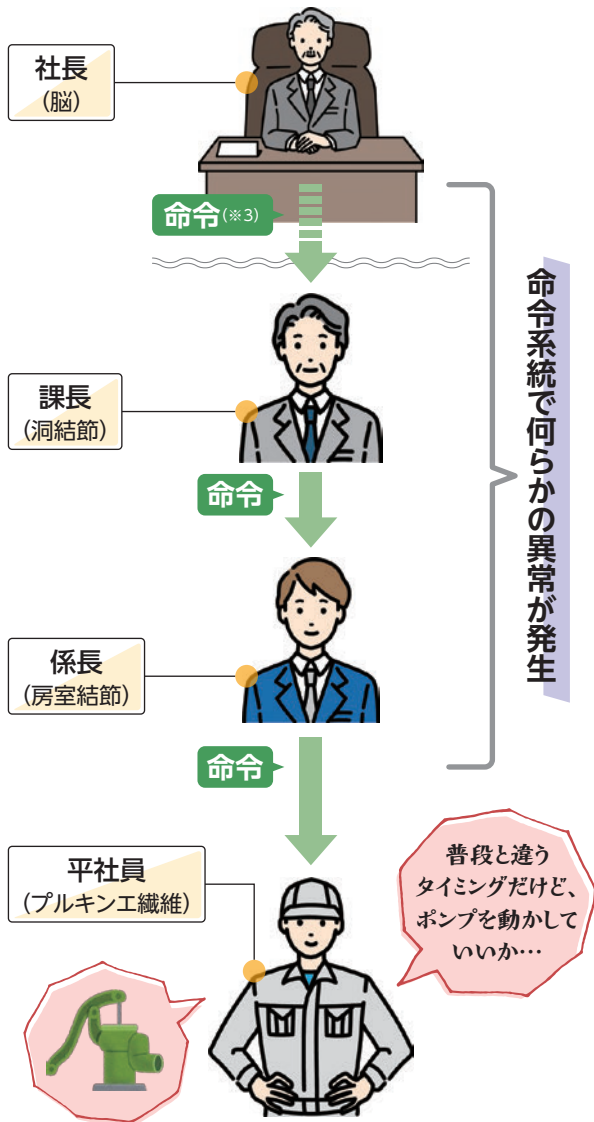 社長
(脳)
命令(※3)
課長
(洞結節)
命令
係長
(房室結節)
命令
命令系統で何らかの異常が発生
平社員
(プルキンエ繊維)
普段と違う
タイミングだけど、
ポンプを動かして
いいか…